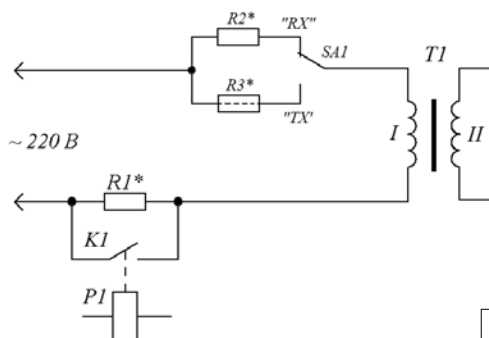 R2*
"RX"
SA1
T1
R3*
"TX'
I
II
~ 220 В
R1*
K1
P1